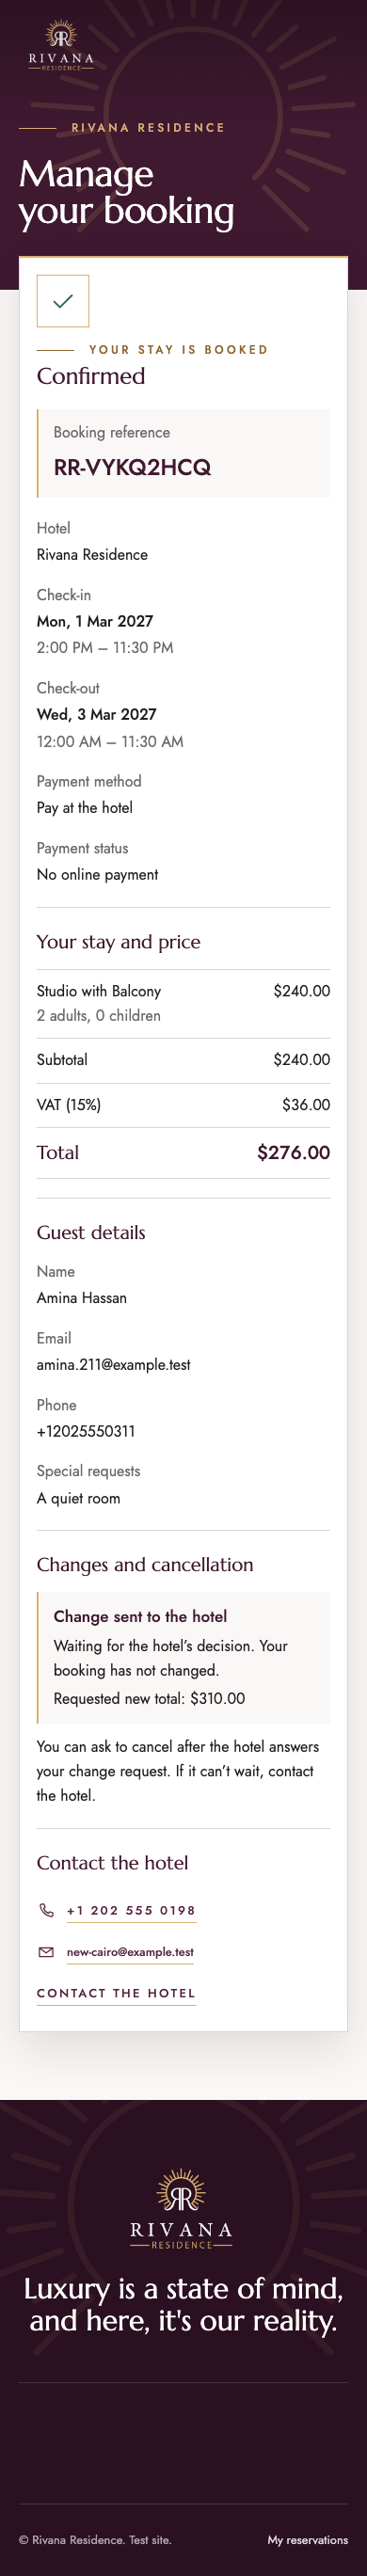 RIVANA
RESIDENCE
RIVANA RESIDENCE
Manage
your booking
YOUR STAY IS BOOKED
Confirmed
Booking reference
RR-VYKQ2HCQ
Hotel
Rivana Residence
Check-in
Mon, 1 Mar 2027
2:00 PM – 11:30 PM
Check-out
Wed, 3 Mar 2027
12:00 AM – 11:30 AM
Payment method
Pay at the hotel
Payment status
No online payment
Your stay and price
Studio with Balcony $240.00
2 adults, 0 children
Subtotal $240.00
VAT (15%) $36.00
Total $276.00
Guest details
Name
Amina Hassan
Email
amina.211@example.test
Phone
+12025550311
Special requests
A quiet room
Changes and cancellation
Change sent to the hotel
Waiting for the hotel’s decision. Your
booking has not changed.
Requested new total: $310.00
You can ask to cancel after the hotel answers
your change request. If it can’t wait, contact
the hotel.
Contact the hotel
+1 202 555 0198
new-cairo@example.test
CONTACT THE HOTEL
RIVANA
RESIDENCE
Luxury is a state of mind,
and here, it's our reality.
© Rivana Residence. Test site. My reservations